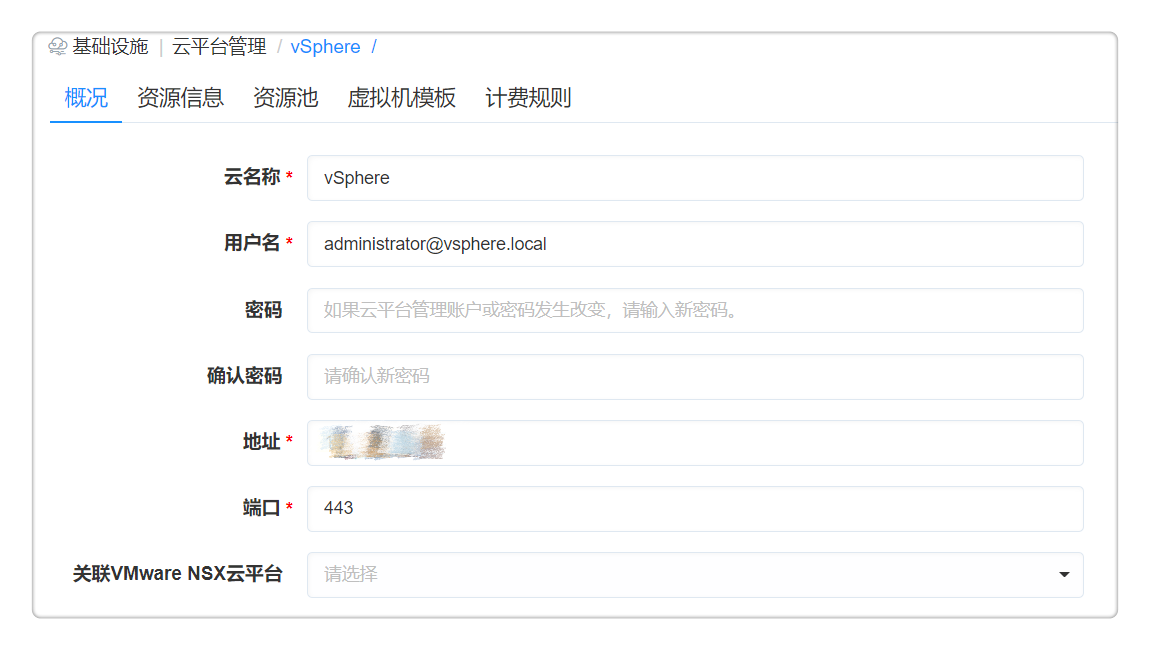 基础设施 | 云平台管理 / vSphere /
概况 资源信息 资源池 虚拟机模板 计费规则
云名称 * vSphere
用户名 * administrator@vsphere.local
密码 如果云平台管理账户或密码发生改变，请输入新密码。
确认密码 请确认新密码
地址 *
端口 * 443
关联VMware NSX云平台 请选择